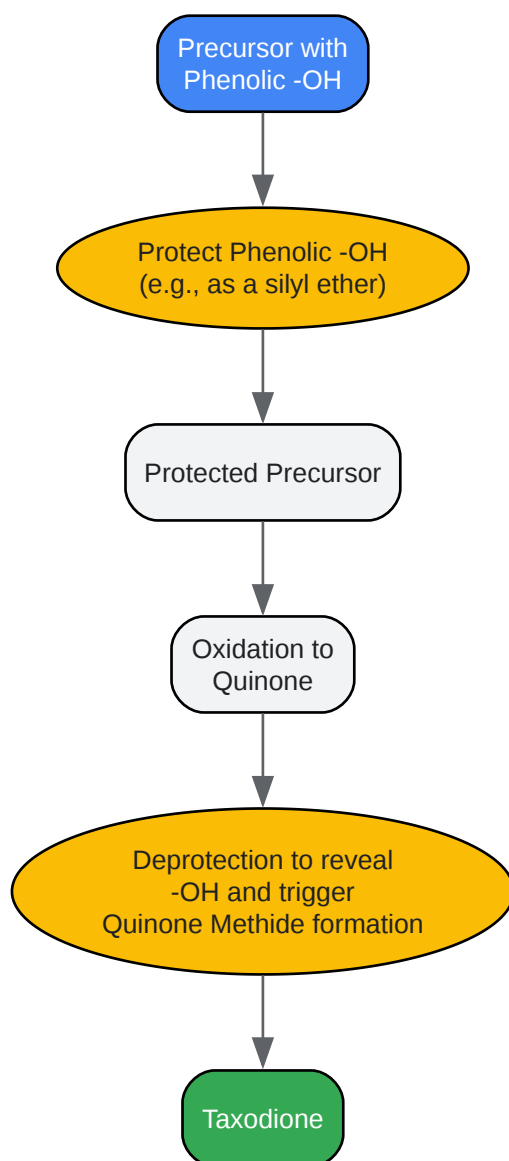 Precursor with
Phenolic -OH
Protect Phenolic -OH
(e.g., as a silyl ether)
Protected Precursor
Oxidation to
Quinone
Deprotection to reveal
-OH and trigger
Quinone Methide formation
Taxodione